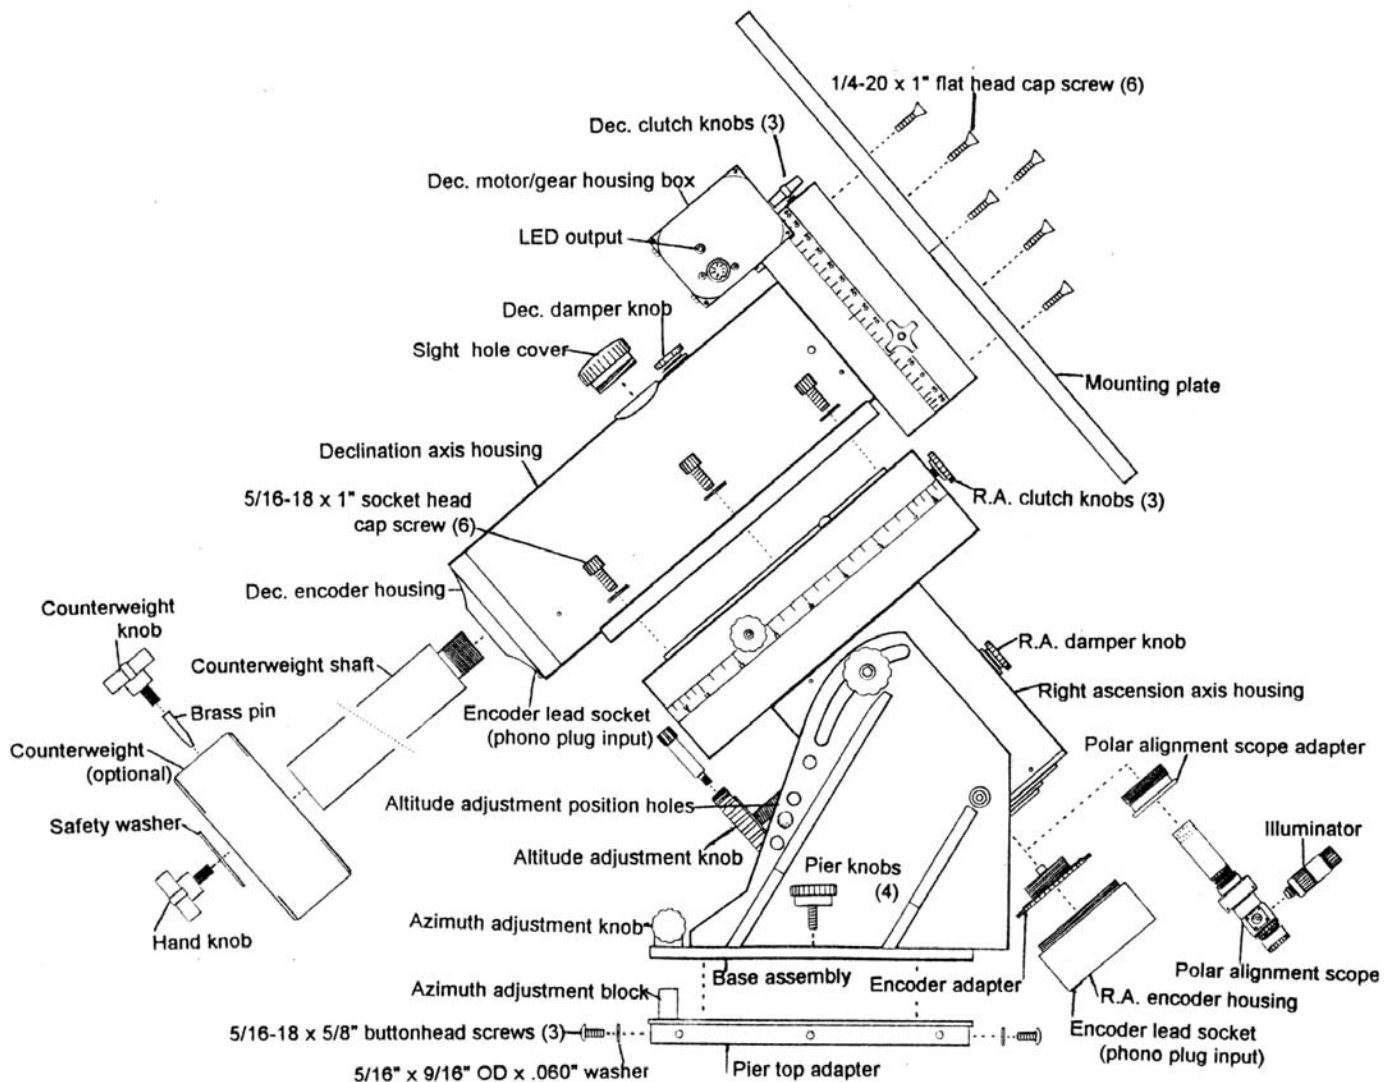 1/4-20 x 1" flat head cap screw (6)
Dec. clutch knobs (3)
Dec. motor/gear housing box
LED output
Dec. damper knob
Sight hole cover
Mounting plate
Declination axis housing
5/16-18 x 1" socket head
cap screw (6)
R.A. clutch knobs (3)
Dec. encoder housing
Counterweight
knob
Counterweight shaft
R.A. damper knob
Right ascension axis housing
Brass pin
Encoder lead socket
(phono plug input)
Counterweight
(optional)
Polar alignment scope adapter
Altitude adjustment position holes
Safety washer
Illuminator
Altitude adjustment knob
Pier knobs
(4)
Azimuth adjustment knob
Hand knob
Base assembly
Encoder adapter
Polar alignment scope
Azimuth adjustment block
R.A. encoder housing
5/16-18 x 5/8" buttonhead screws (3)
Encoder lead socket
(phono plug input)
5/16" x 9/16" OD x .060" washer
Pier top adapter